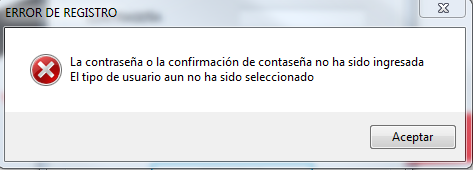 ERROR DE REGISTRO
La contraseña o la confirmación de contaseña no ha sido ingresada
El tipo de usuario aun no ha sido seleccionado
Aceptar